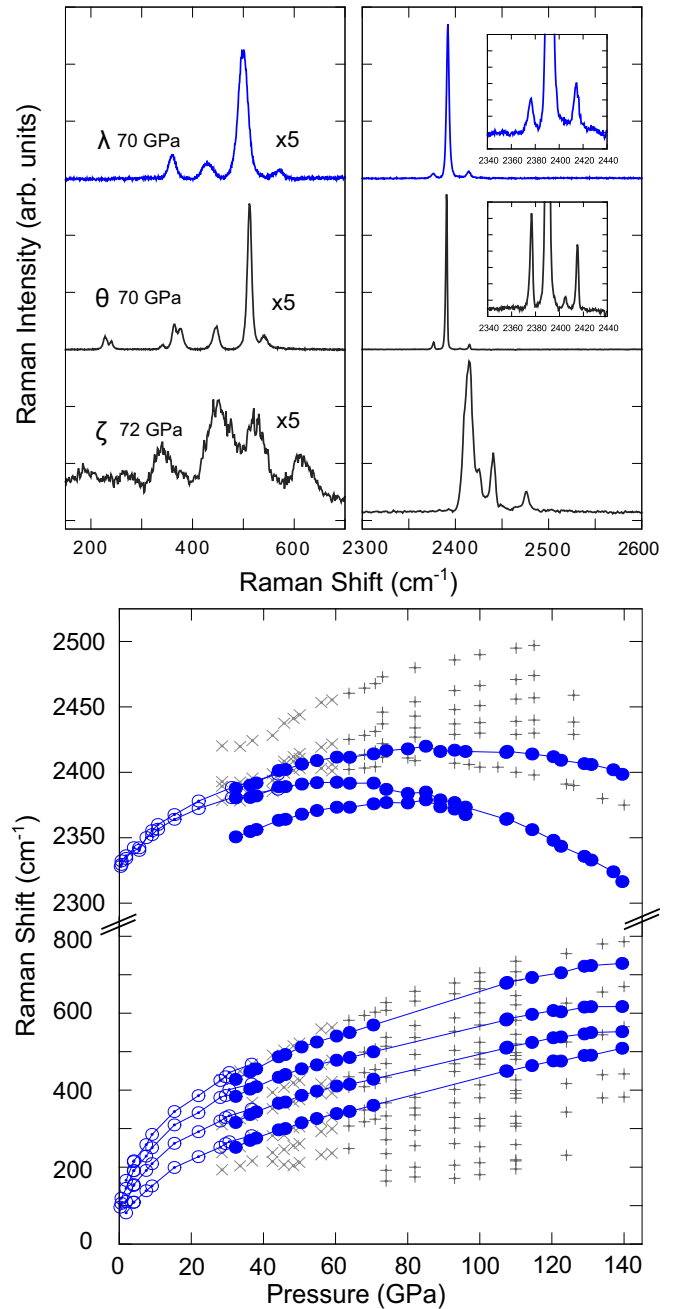 Raman Intensity (arb. units)
λ 70 GPa
x5
2340 2360 2380 2400 2420 2440
θ 70 GPa
x5
2340 2360 2380 2400 2420 2440
ζ 72 GPa
x5
200 400 600 2300 2400 2500 2600
Raman Shift (cm-1)
Raman Shift (cm-1)
2500
2450
2400
2350
2300
800
600
400
200
0
0 20 40 60 80 100 120 140
Pressure (GPa)